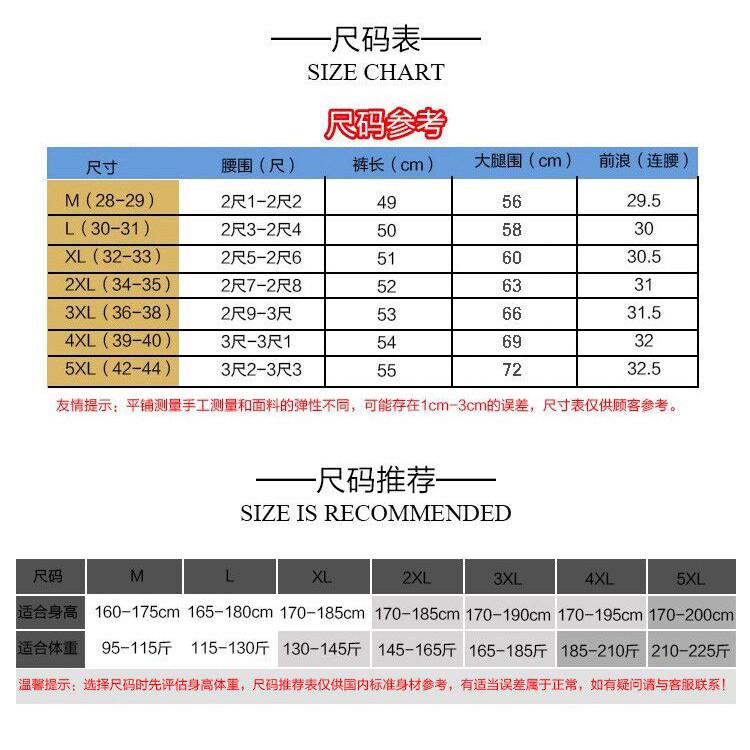 尺码表
SIZE CHART
尺码参考
尺寸 腰围（尺） 裤长（cm） 大腿围（cm） 前浪（连腰）
M（28-29） 2尺1-2尺2 49 56 29.5
L（30-31） 2尺3-2尺4 50 58 30
XL（32-33） 2尺5-2尺6 51 60 30.5
2XL（34-35） 2尺7-2尺8 52 63 31
3XL（36-38） 2尺9-3尺 53 66 31.5
4XL（39-40） 3尺-3尺1 54 69 32
5XL（42-44） 3尺2-3尺3 55 72 32.5
友情提示：平铺测量手工测量和面料的弹性不同，可能存在1cm-3cm的误差，尺寸表仅供顾客参考。
尺码推荐
SIZE IS RECOMMENDED
尺码 M L XL 2XL 3XL 4XL 5XL
适合身高 160-175cm 165-180cm 170-185cm 170-185cm 170-190cm 170-195cm 170-200cm
适合体重 95-115斤 115-130斤 130-145斤 145-165斤 165-185斤 185-210斤 210-225斤
温馨提示：选择尺码时先评估身高体重，尺码推荐表仅供国内标准身材参考，有适当误差属于正常，如有疑问请与客服联系！